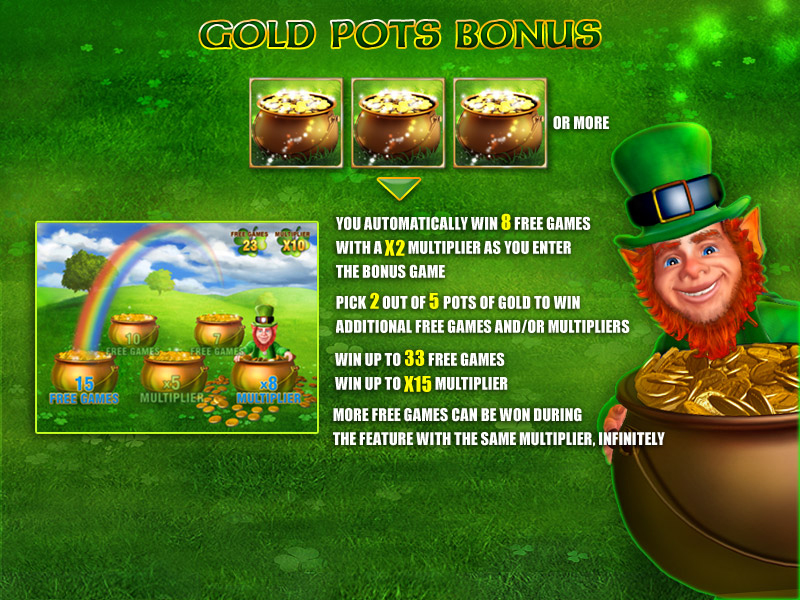 GOLD POTS BONUS
OR MORE
YOU AUTOMATICALLY WIN 8 FREE GAMES
WITH A X2 MULTIPLIER AS YOU ENTER
THE BONUS GAME
PICK 2 OUT OF 5 POTS OF GOLD TO WIN
ADDITIONAL FREE GAMES AND/OR MULTIPLIERS
WIN UP TO 33 FREE GAMES
WIN UP TO X15 MULTIPLIER
MORE FREE GAMES CAN BE WON DURING
THE FEATURE WITH THE SAME MULTIPLIER, INFINITELY
FREE GAMES
23
MULTIPLIER
X10
10
FREE GAMES
7
FREE GAMES
15
FREE GAMES
x5
MULTIPLIER
x8
MULTIPLIER